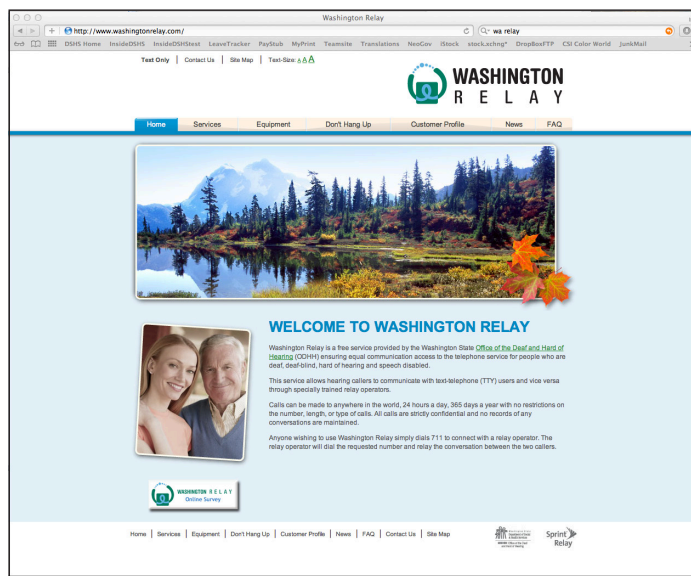 Washington Relay
http://www.washingtonrelay.com/
wa relay
DSHS Home InsideDSHS InsideDSHStest LeaveTracker PayStub MyPrint Teamsite Translations NeoGov iStock stock.schng* DropBoxFTP CSI Color World JunkMail
Text Only | Contact Us | Site Map | Text-Size: A A A
WASHINGTON
RELAY
Home Services Equipment Don't Hang Up Customer Profile News FAQ
WELCOME TO WASHINGTON RELAY
Washington Relay is a free service provided by the Washington State Office of the Deaf and Hard of
Hearing (ODHH) ensuring equal communication access to the telephone service for people who are
deaf, deaf-blind, hard of hearing and speech disabled.
This service allows hearing callers to communicate with text-telephone (TTY) users and vice versa
through specially trained relay operators.
Calls can be made to anywhere in the world, 24 hours a day, 365 days a year with no restrictions on
the number, length, or type of calls. All calls are strictly confidential and no records of any
conversations are maintained.
Anyone wishing to use Washington Relay simply dials 711 to connect with a relay operator. The
relay operator will dial the requested number and relay the conversation between the two callers.
WASHINGTON RELAY
Online Survey
Home | Services | Equipment | Don't Hang Up | Customer Profile | News | FAQ | Contact Us | Site Map
Sprint
Relay